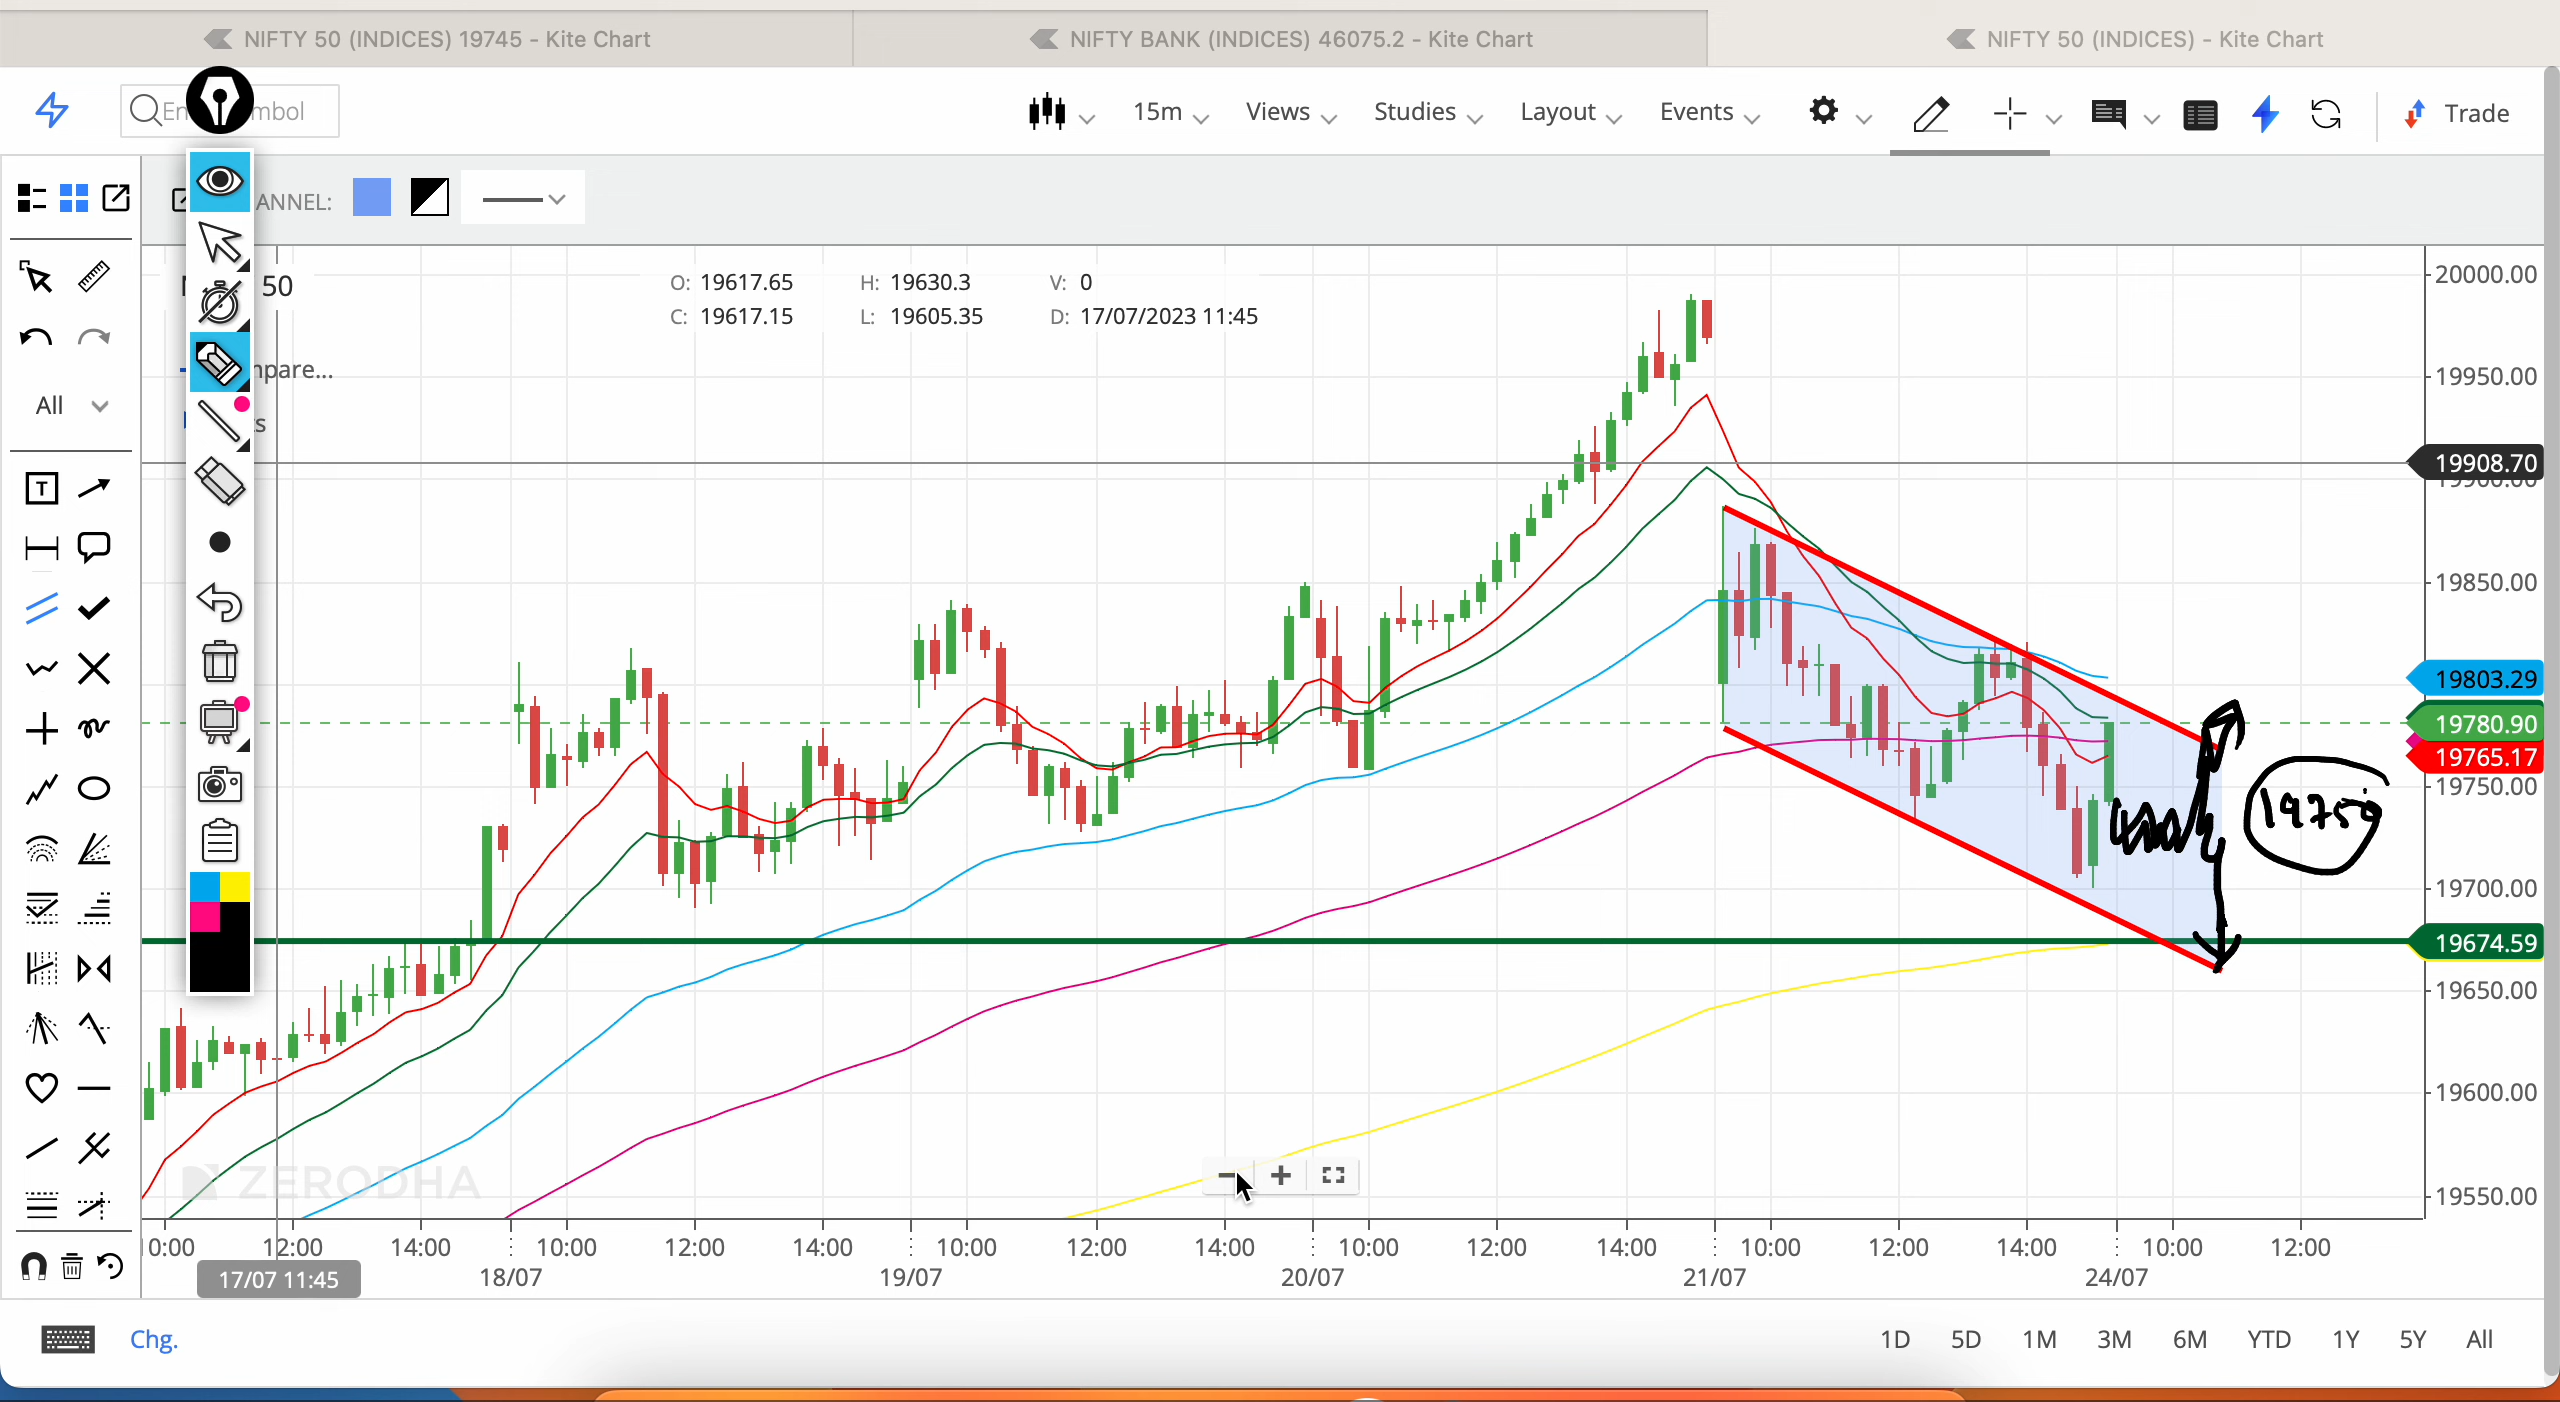 NIFTY 50 (INDICES) 19745 - Kite Chart
NIFTY BANK (INDICES) 46075.2 - Kite Chart
NIFTY 50 (INDICES) - Kite Chart
15m
Views
Studies
Layout
Events
Trade
50
O: 19617.65 H: 19630.3 V: 0
C: 19617.15 L: 19605.35 D: 17/07/2023 11:45
All
T
20000.00
19950.00
19908.70
19850.00
19803.29
19780.90
19765.17
19750.00
19700.00
19674.59
19650.00
19600.00
19550.00
19750
ZERODHA
0:00 12:00 14:00 10:00 12:00 14:00 10:00 12:00 14:00 10:00 12:00 14:00 10:00 12:00 14:00 10:00 12:00
17/07 11:45 18/07 19/07 20/07 21/07 24/07
Chg.
1D 5D 1M 3M 6M YTD 1Y 5Y All